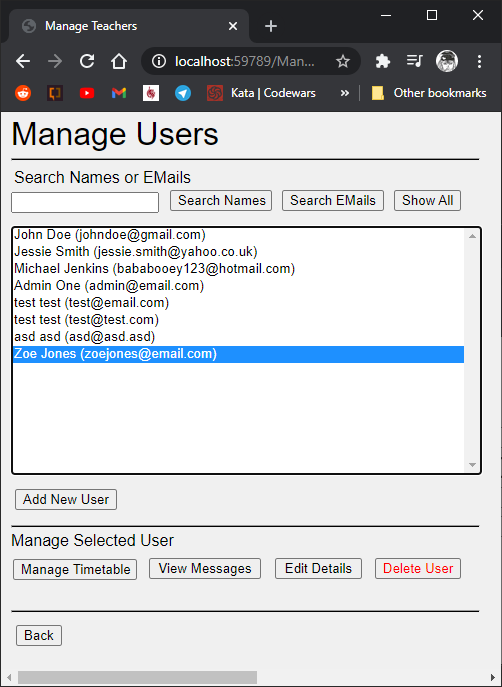 Manage Teachers
localhost:59789/Man...
Kata | Codewars
»
Other bookmarks
Manage Users
Search Names or EMails
Search Names
Search EMails
Show All
John Doe (johndoe@gmail.com)
Jessie Smith (jessie.smith@yahoo.co.uk)
Michael Jenkins (bababooey123@hotmail.com)
Admin One (admin@email.com)
test test (test@email.com)
test test (test@test.com)
asd asd (asd@asd.asd)
Zoe Jones (zoejones@email.com)
Add New User
Manage Selected User
Manage Timetable
View Messages
Edit Details
Delete User
Back